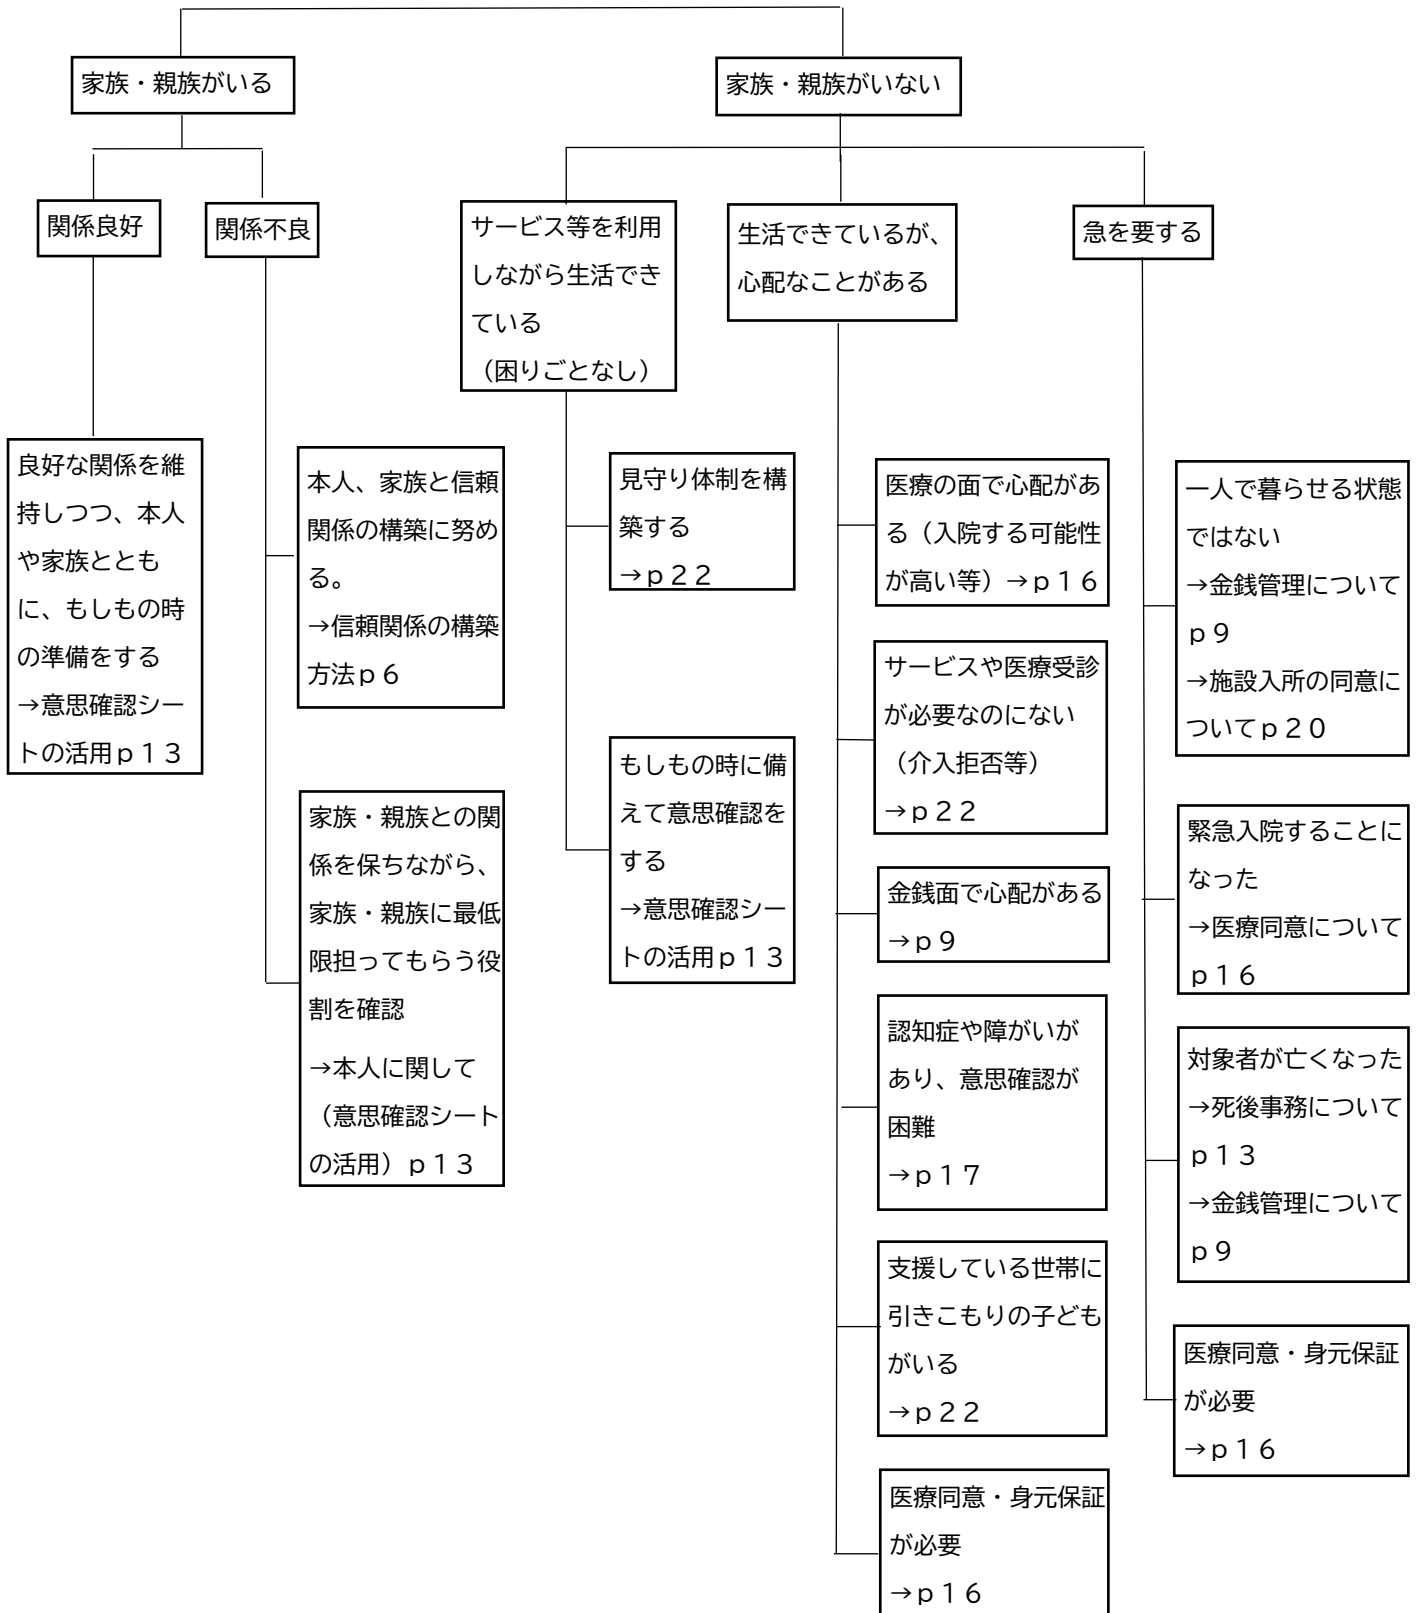 家族・親族がいる
家族・親族がいない
関係良好
関係不良
サービス等を利用
しながら生活でき
ている
（困りごとなし）
生活できているが、
心配なことがある
急を要する
良好な関係を維
持しつつ、本人
や家族ととも
に、もしもの時
の準備をする
→意思確認シー
トの活用ｐ１３
本人、家族と信頼
関係の構築に努め
る。
→信頼関係の構築
方法ｐ６
家族・親族との関
係を保ちながら、
家族・親族に最低
限担ってもらう役
割を確認
→本人に関して
（意思確認シート
の活用）ｐ１３
見守り体制を構
築する
→ｐ２２
もしもの時に備
えて意思確認を
する
→意思確認シー
トの活用ｐ１３
医療の面で心配があ
る（入院する可能性
が高い等）→ｐ１６
サービスや医療受診
が必要なのにない
（介入拒否等）
→ｐ２２
金銭面で心配がある
→ｐ９
認知症や障がいが
あり、意思確認が
困難
→ｐ１７
支援している世帯に
引きこもりの子ども
がいる
→ｐ２２
医療同意・身元保証
が必要
→ｐ１６
一人で暮らせる状態
ではない
→金銭管理について
ｐ９
→施設入所の同意に
ついてｐ２０
緊急入院することに
なった
→医療同意について
ｐ１６
対象者が亡くなった
→死後事務について
ｐ１３
→金銭管理について
ｐ９
医療同意・身元保証
が必要
→ｐ１６